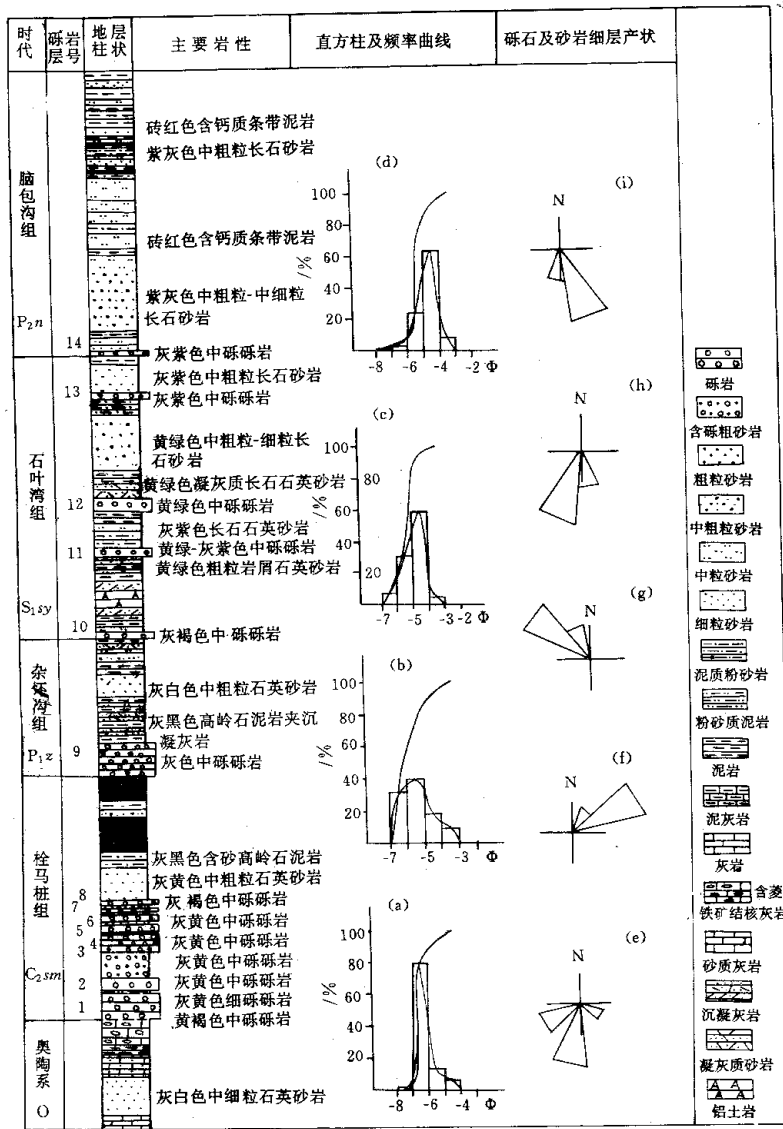 时代
砾岩层号
地层柱状
主要岩性
直方柱及频率曲线
砾石及砂岩细层产状
脑包沟组
P₂n
14
砖红色含钙质条带泥岩
紫灰色中粗粒长石砂岩
砖红色含钙质条带泥岩
紫灰色中粗粒-中细粒
长石砂岩
灰紫色中砾砾岩
石叶湾组
S₁sy
13
12
11
10
灰紫色中粗粒长石砂岩
灰紫色中砾砾岩
黄绿色中粗粒-细粒长
石砂岩
黄绿色凝灰质长石石英砂岩
黄绿色中砾砾岩
灰紫色长石石英砂岩
黄绿-灰紫色中砾砾岩
黄绿色粗粒岩屑石英砂岩
灰褐色中砾砾岩
杂怀沟组
P₁z
9
灰白色中粗粒石英砂岩
灰黑色高岭石泥岩夹沉
凝灰岩
灰色中砾砾岩
栓马桩组
C₂sm
8
7
6
5
4
3
2
1
灰黑色含砂高岭石泥岩
灰黄色中粗粒石英砂岩
灰褐色中砾砾岩
灰黄色中砾砾岩
灰黄色中砾砾岩
灰黄色中砾砾岩
灰黄色中砾砾岩
灰黄色细砾砾岩
黄褐色中砾砾岩
奥陶系
O
灰白色中细粒石英砂岩
(d)
100
80
60
40
20
/%
-8 -6 -4 -2 Φ
(c)
100
80
60
40
20
/%
-7 -5 -3 -2 Φ
(b)
100
80
60
40
20
/%
-7 -5 -3 Φ
(a)
100
80
60
40
20
/%
-8 -6 -4 Φ
(i)
N
(h)
N
(g)
N
(f)
N
(e)
N
砾岩
含砾粗砂岩
粗粒砂岩
中粗粒砂岩
中粒砂岩
细粒砂岩
泥质粉砂岩
粉砂质泥岩
泥岩
泥灰岩
灰岩
含菱
铁矿结核灰岩
砂质灰岩
沉凝灰岩
凝灰质砂岩
铝土岩